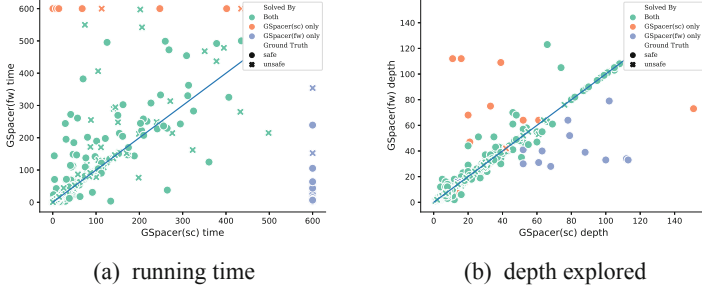 600
500
400
300
200
100
0
GSpacer(fw) time
0 100 200 300 400 500 600
GSpacer(sc) time
Solved By
Both
GSpacer(sc) only
GSpacer(fw) only
Ground Truth
safe
unsafe
(a) running time
140
120
100
80
60
40
20
0
GSpacer(fw) depth
0 20 40 60 80 100 120 140
GSpacer(sc) depth
Solved By
Both
GSpacer(sc) only
GSpacer(fw) only
Ground Truth
safe
unsafe
(b) depth explored